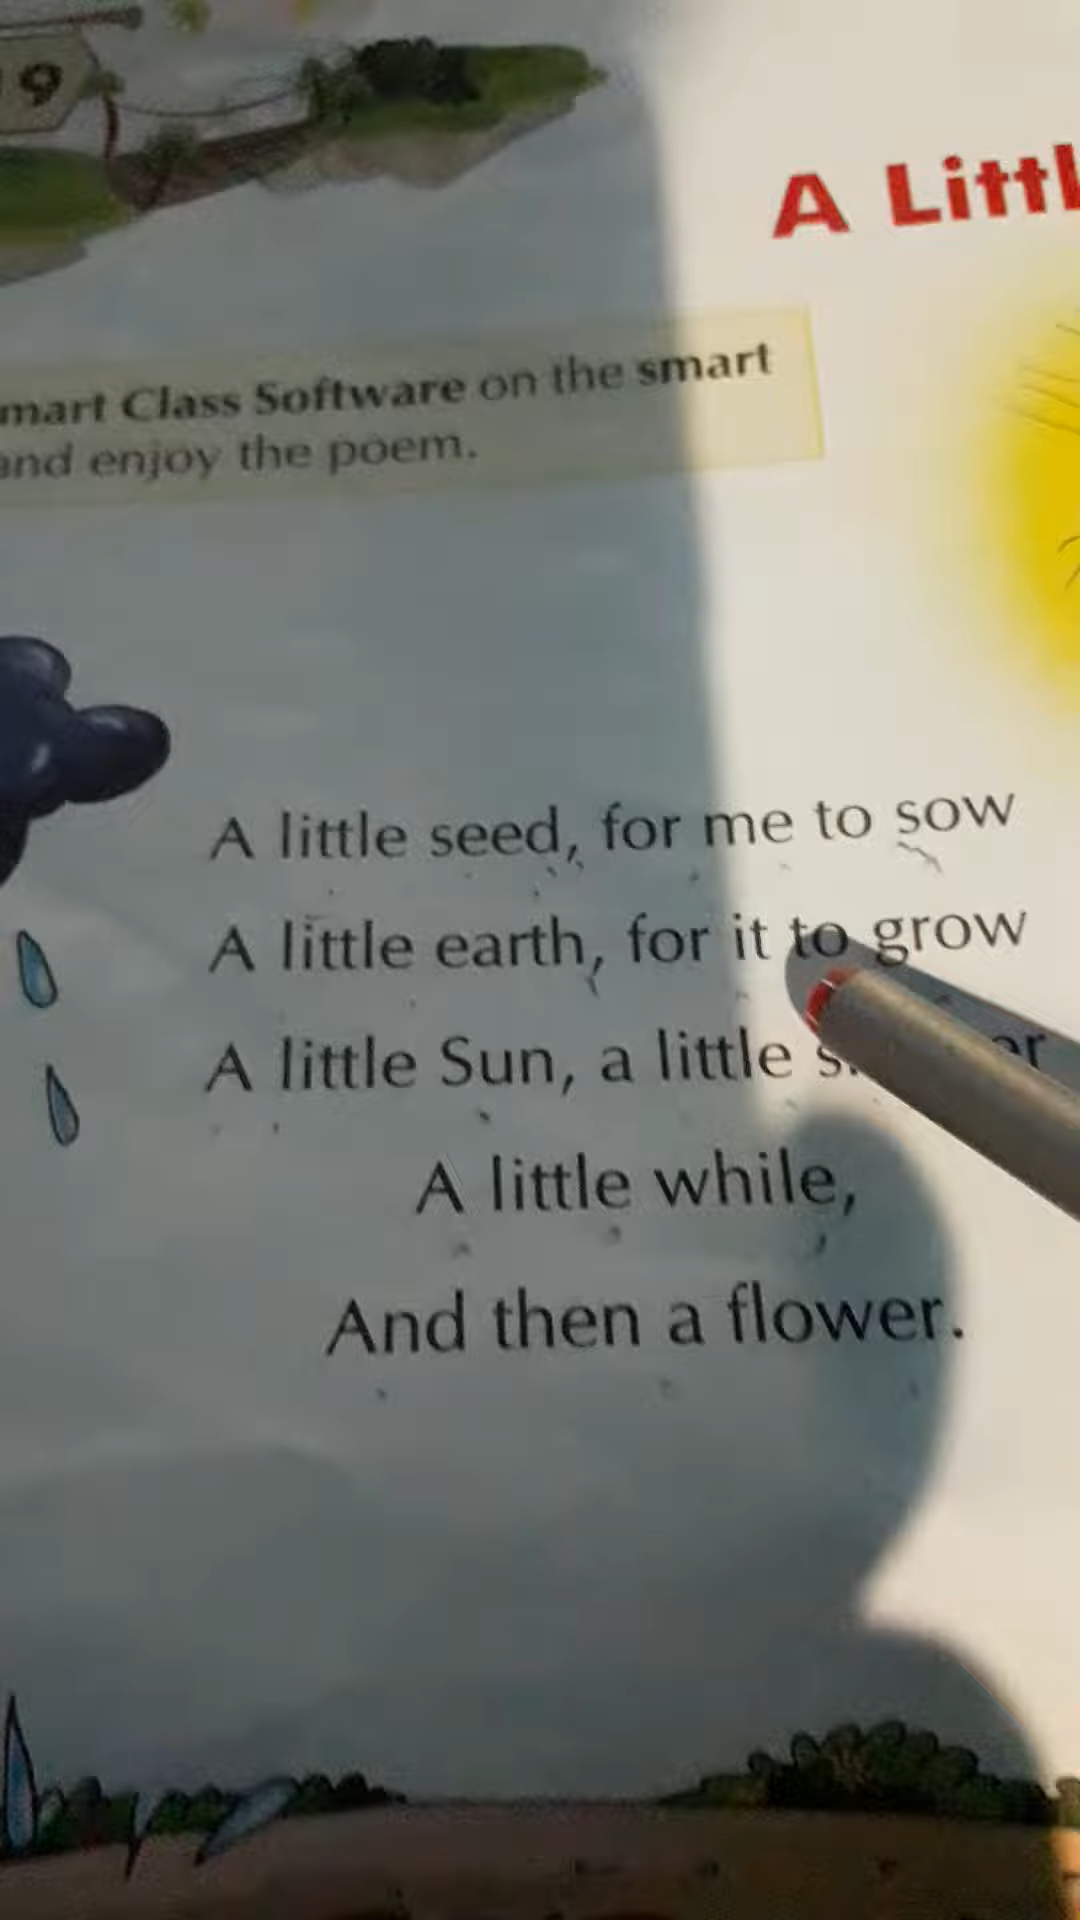 19
A Littl
mart Class Software on the smart
and enjoy the poem.
A little seed, for me to sow
A little earth, for it to grow
A little Sun, a little
A little while,
And then a flower.